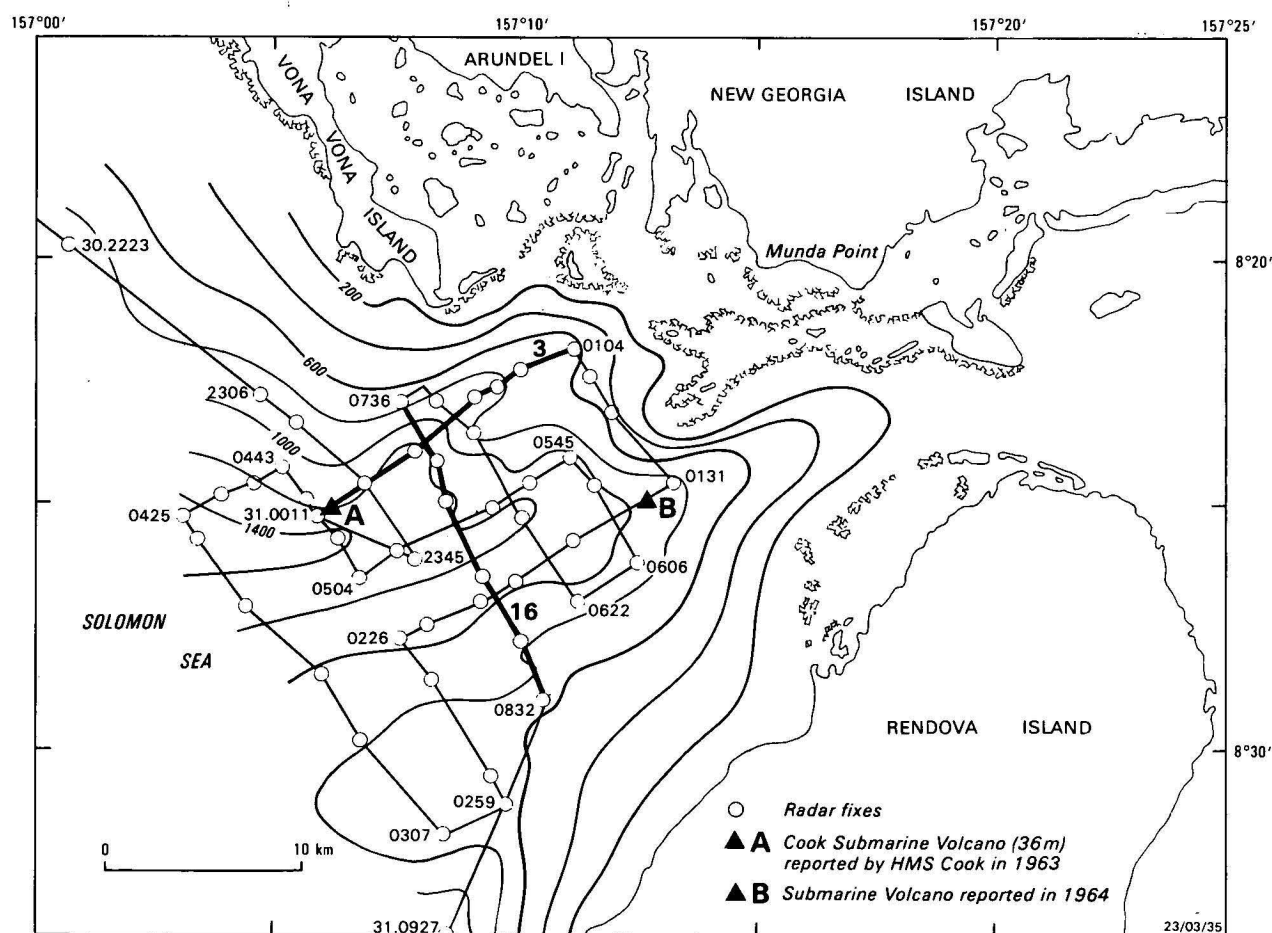 157°00'
157°10'
157°20'
157°25'
VONA VONA ISLAND
ARUNDEL I
NEW GEORGIA ISLAND
Munda Point
8°20'
30.2223
200
600
3
0104
2306
0736
1000
0443
0545
0131
0425
31.0011
A
B
1400
2345
0504
0606
0622
16
SOLOMON
SEA
0226
0832
RENDOVA ISLAND
8°30'
0259
0307
0 10 km
31.0927
Radar fixes
A Cook Submarine Volcano (36m)
reported by HMS Cook in 1963
B Submarine Volcano reported in 1964
23/03/35